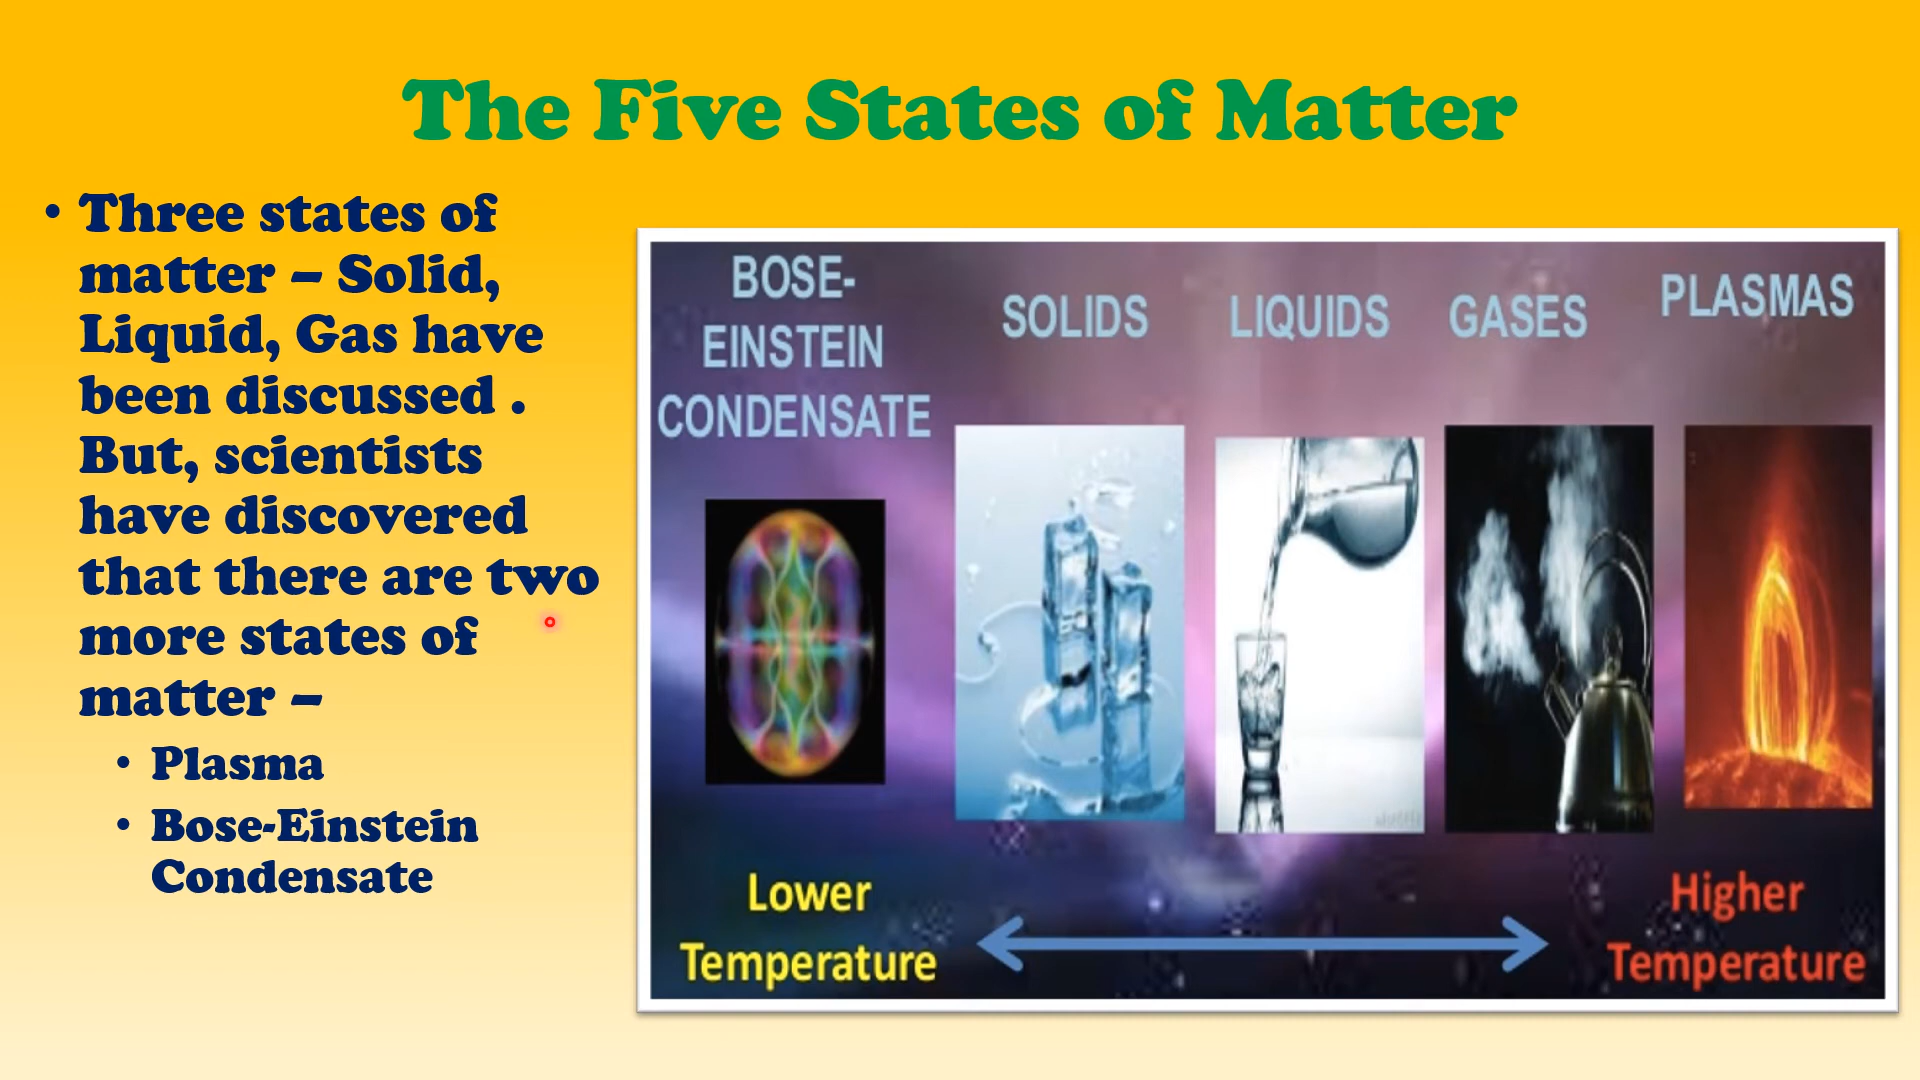 The Five States of Matter
• Three states of
matter – Solid,
Liquid, Gas have
been discussed .
But, scientists
have discovered
that there are two
more states of
matter –
• Plasma
• Bose-Einstein
Condensate
BOSE-
EINSTEIN
CONDENSATE
SOLIDS
LIQUIDS
GASES
PLASMAS
Lower
Temperature
Higher
Temperature